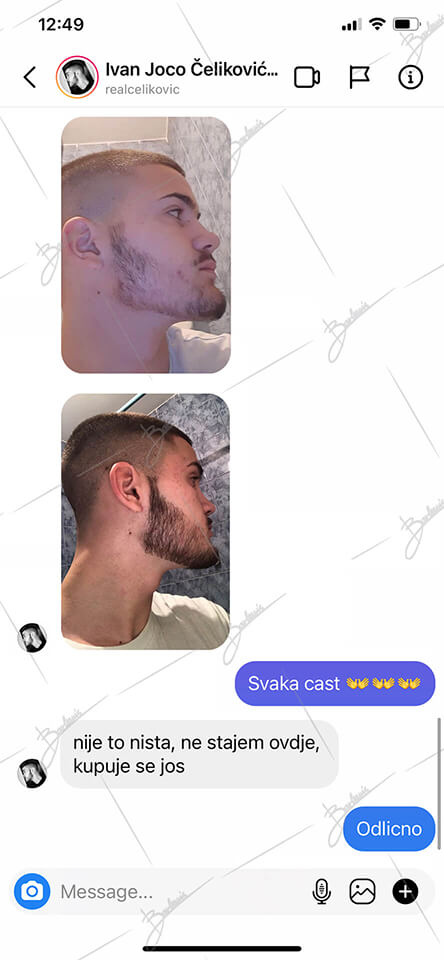 12:49
Ivan Joco Čeliković...
realcelikovic
Svaka cast 👐👐👐
nije to nista, ne stajem ovdje,
kupuje se jos
Odlicno
Message...